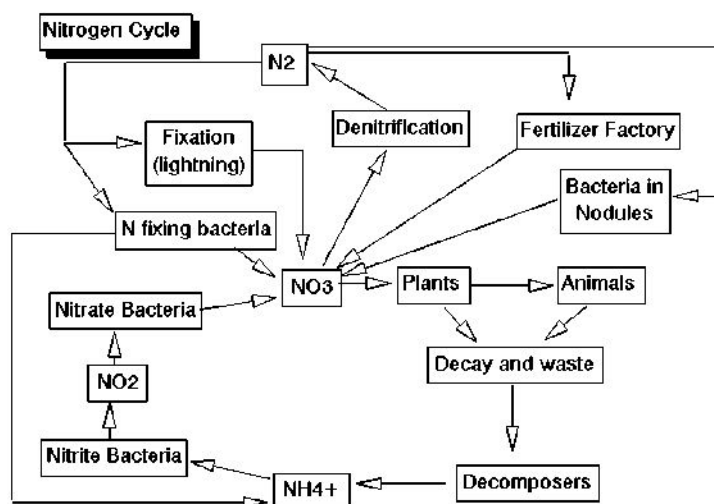 Nitrogen Cycle
N2
Fixation
(lightning)
Denitrification
Fertilizer Factory
Bacteria in
Nodules
N fixing bacteria
NO3
Plants
Animals
Nitrate Bacteria
NO2
Decay and waste
Nitrite Bacteria
NH4+
Decomposers